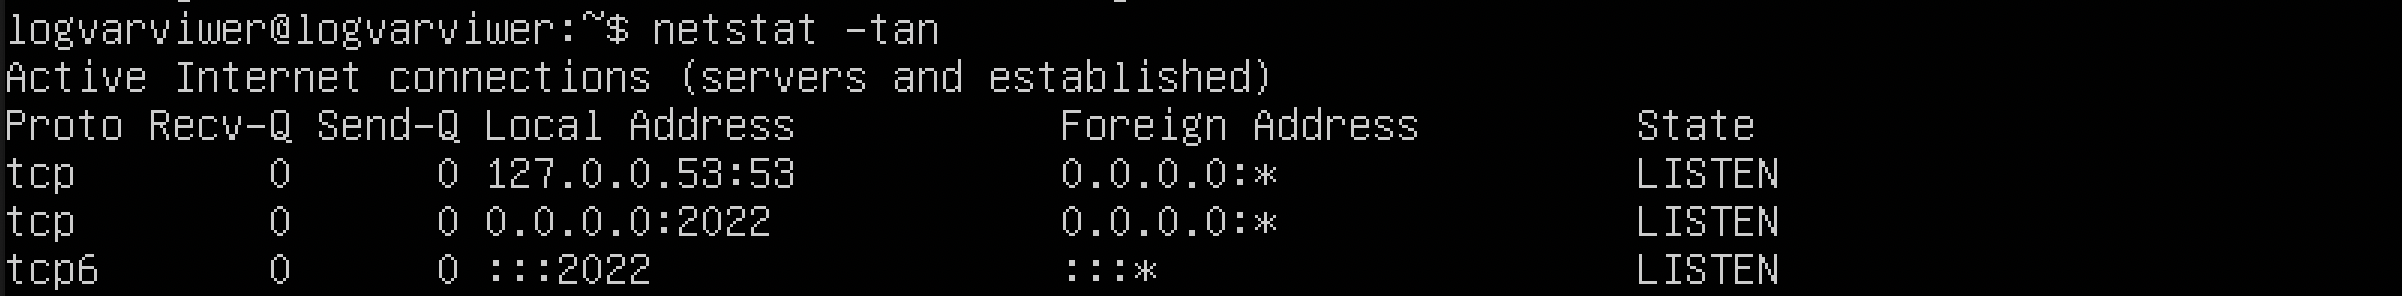 logvarviwer@logvarviwer:~$ netstat -tan
Active Internet connections (servers and established)
Proto Recv-Q Send-Q Local Address           Foreign Address         State
tcp        0      0 127.0.0.53:53           0.0.0.0:*               LISTEN
tcp        0      0 0.0.0.0:2022            0.0.0.0:*               LISTEN
tcp6       0      0 :::2022                 :::*                    LISTEN